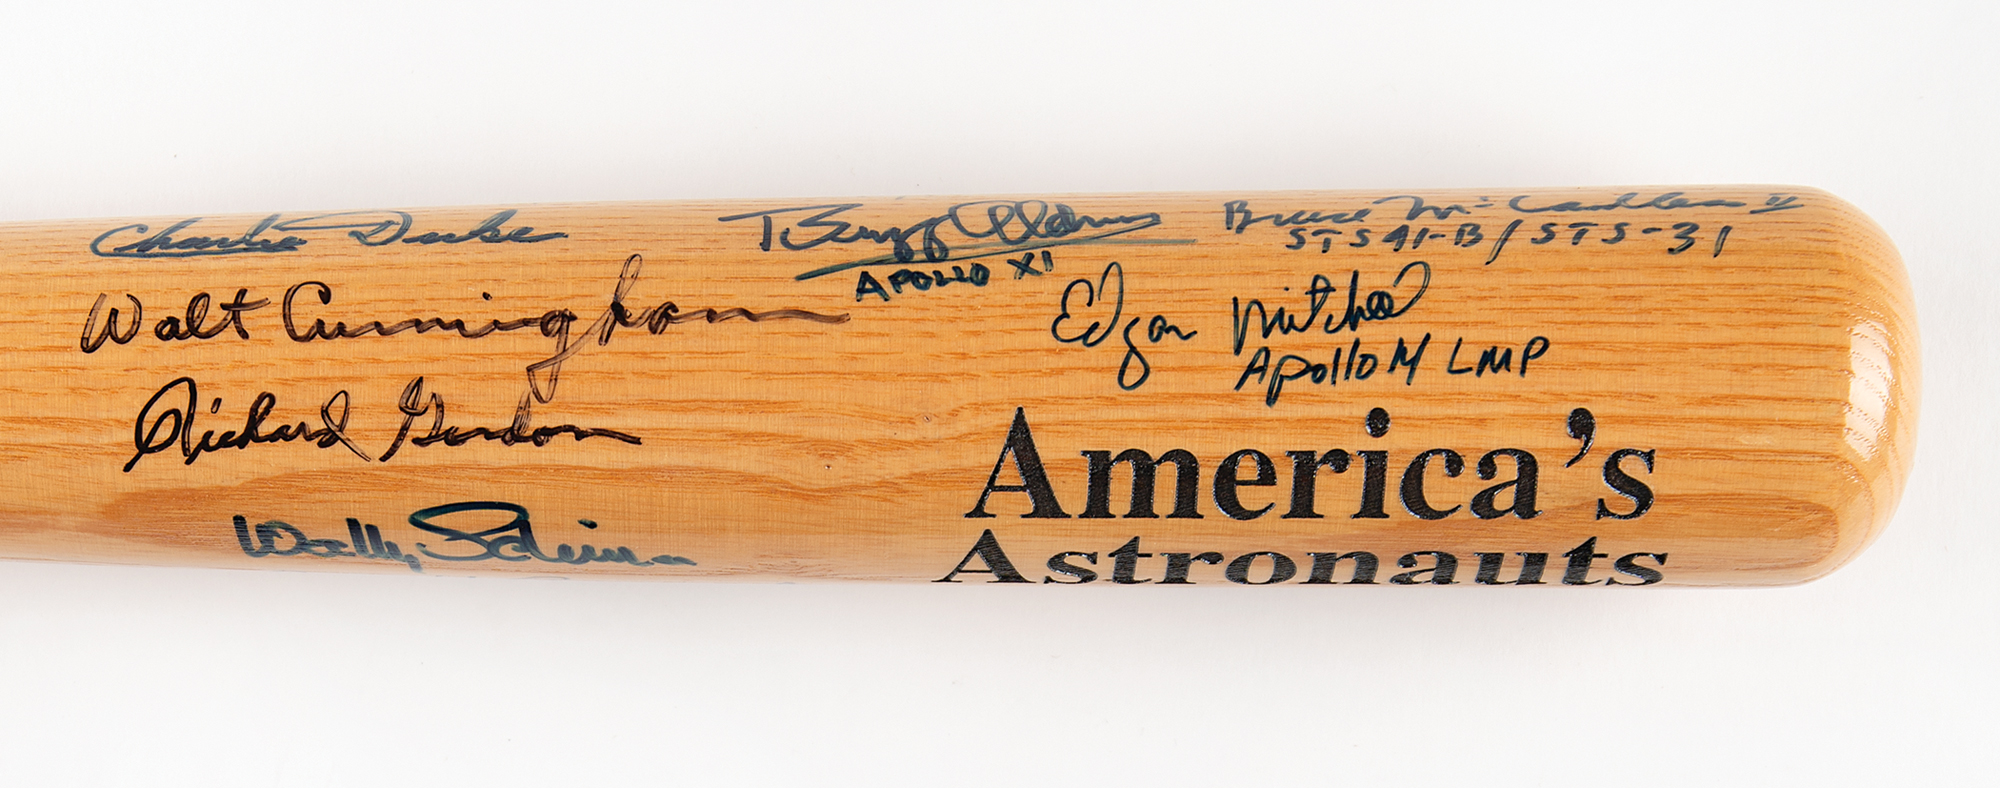 Charlie Duke
Buzz Aldrin
APOLLO XI
Bruce McCandless II
STS 41-B / STS-31
Walt Cunningham
Edgar Mitchell
Apollo 14 LMP
Richard Gordon
Wally Schirra
America's
Astronauts